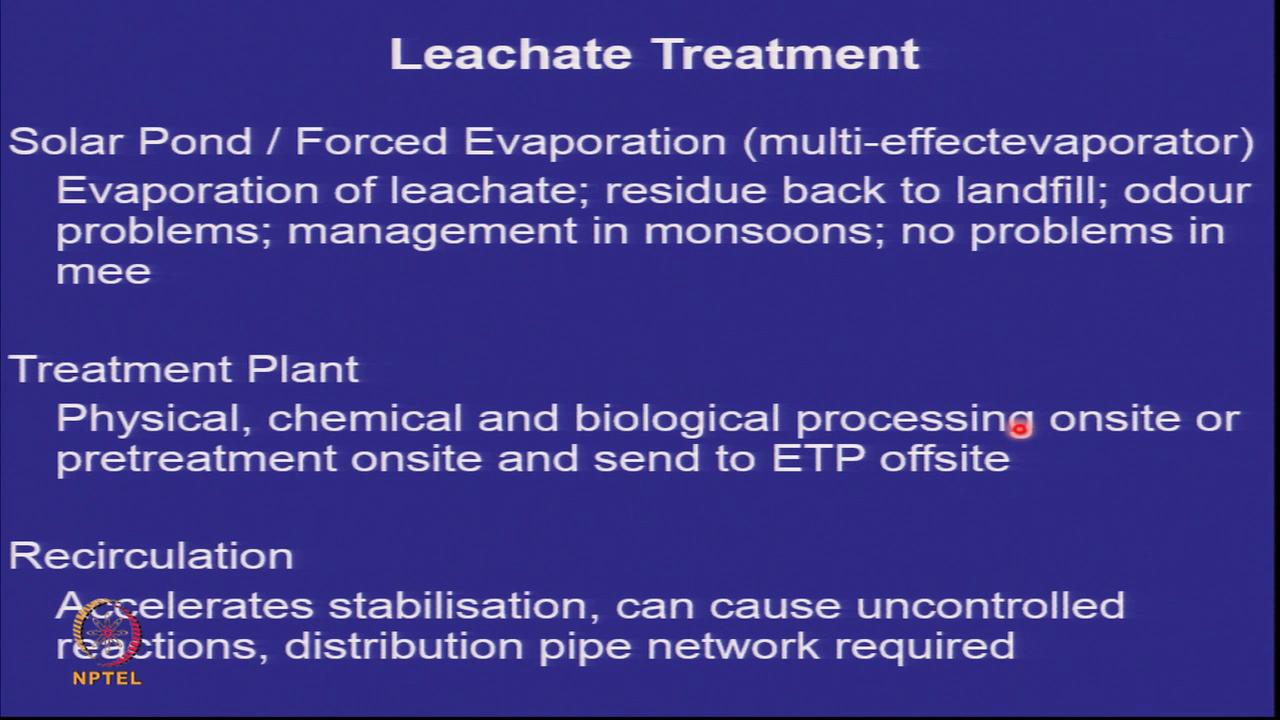 Leachate Treatment
Solar Pond / Forced Evaporation (multi-effectevaporator)
Evaporation of leachate; residue back to landfill; odour
problems; management in monsoons; no problems in
mee
Treatment Plant
Physical, chemical and biological processing onsite or
pretreatment onsite and send to ETP offsite
Recirculation
Accelerates stabilisation, can cause uncontrolled
reactions, distribution pipe network required
NPTEL